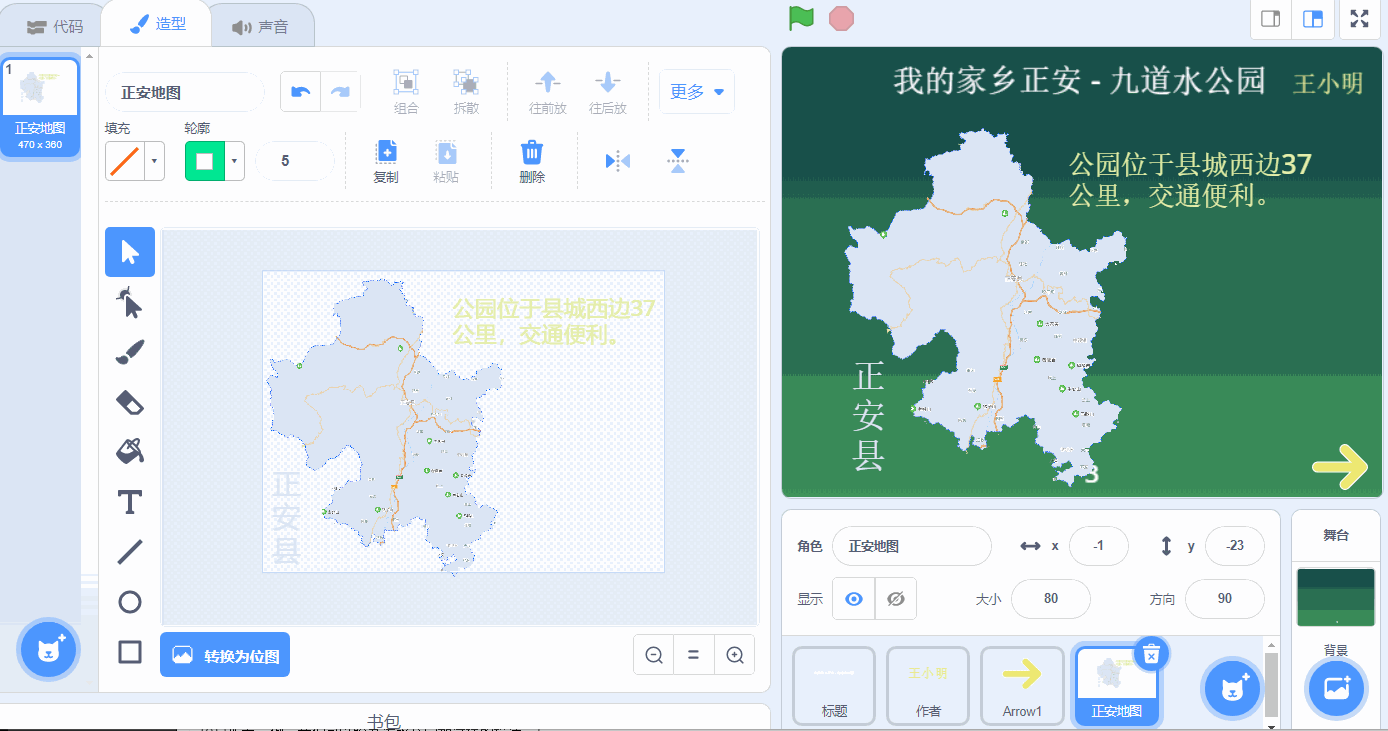 代码
造型
声音
1
正安地图
470 x 360
正安地图
组合
拆散
往前放
往后放
更多
填充
轮廓
5
复制
粘贴
删除
公园位于县城西边37
公里，交通便利。
正安县
转换为位图
书包
我的家乡正安 - 九道水公园
王小明
公园位于县城西边37
公里，交通便利。
正安县
3
角色
正安地图
x
-1
y
-23
显示
大小
80
方向
90
标题
王小明
作者
Arrow1
正安地图
舞台
背景